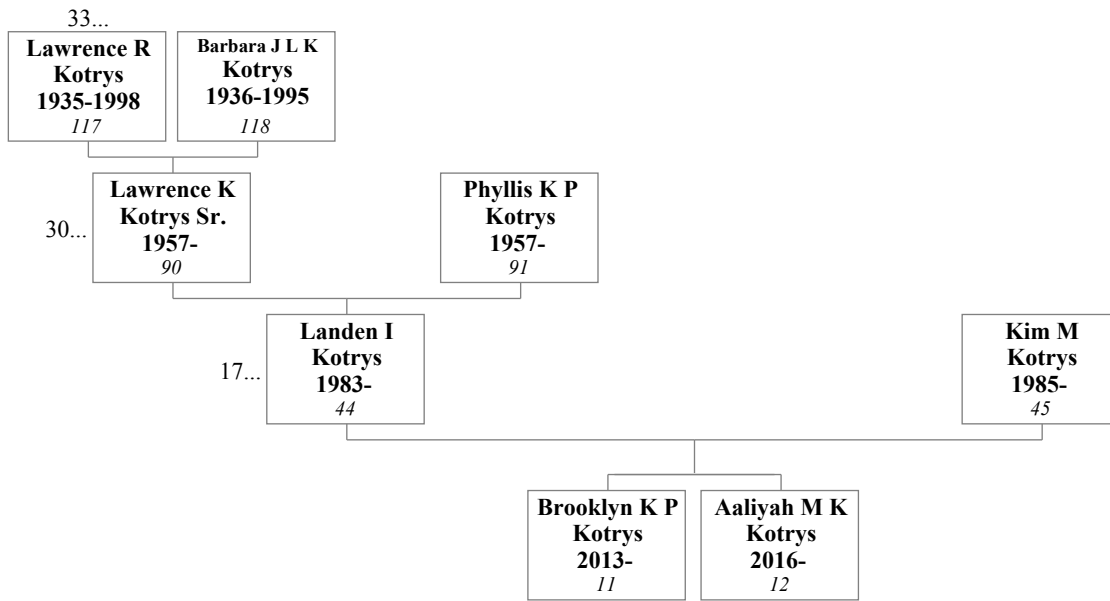 33...
Lawrence R
Kotrys
1935-1998
117
Barbara J L K
Kotrys
1936-1995
118
30...
Lawrence K
Kotrys Sr.
1957-
90
Phyllis K P
Kotrys
1957-
91
17...
Landen I
Kotrys
1983-
44
Kim M
Kotrys
1985-
45
Brooklyn K P
Kotrys
2013-
11
Aaliyah M K
Kotrys
2016-
12